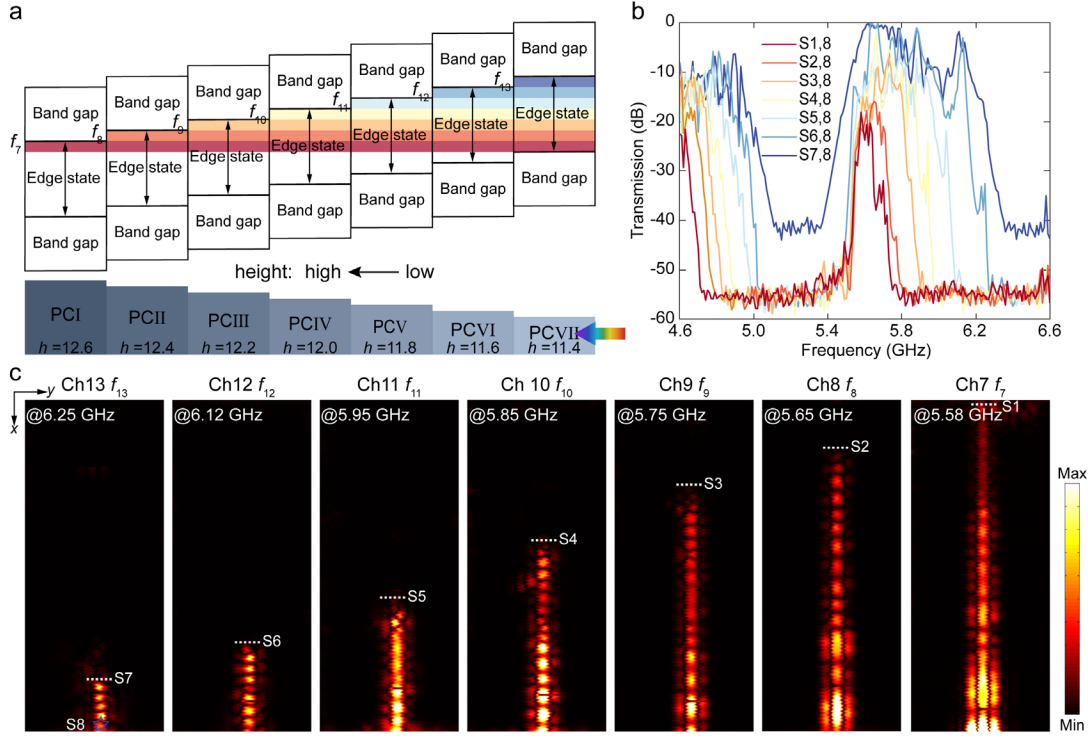 a
Band gap
Band gap
Band gap
Band gap
Band gap
Band gap
Band gap
f7
f8
f9
f10
f11
f12
f13
Edge state
Edge state
Edge state
Edge state
Edge state
Edge state
Edge state
Band gap
Band gap
Band gap
Band gap
Band gap
Band gap
Band gap
height: high ← low
PCI
PCII
PCIII
PCIV
PCV
PCVI
PCVII
h=12.6
h=12.4
h=12.2
h=12.0
h=11.8
h=11.6
h=11.4
b
Transmission (dB)
0
-10
-20
-30
-40
-50
-60
S1,8
S2,8
S3,8
S4,8
S5,8
S6,8
S7,8
4.6 5.0 5.4 5.8 6.2 6.6
Frequency (GHz)
c
y
x
Ch13 f13
@6.25 GHz
S7
S8
Ch12 f12
@6.12 GHz
S6
Ch11 f11
@5.95 GHz
S5
Ch 10 f10
@5.85 GHz
S4
Ch9 f9
@5.75 GHz
S3
Ch8 f8
@5.65 GHz
S2
Ch7 f7
@5.58 GHz
S1
Max
Min